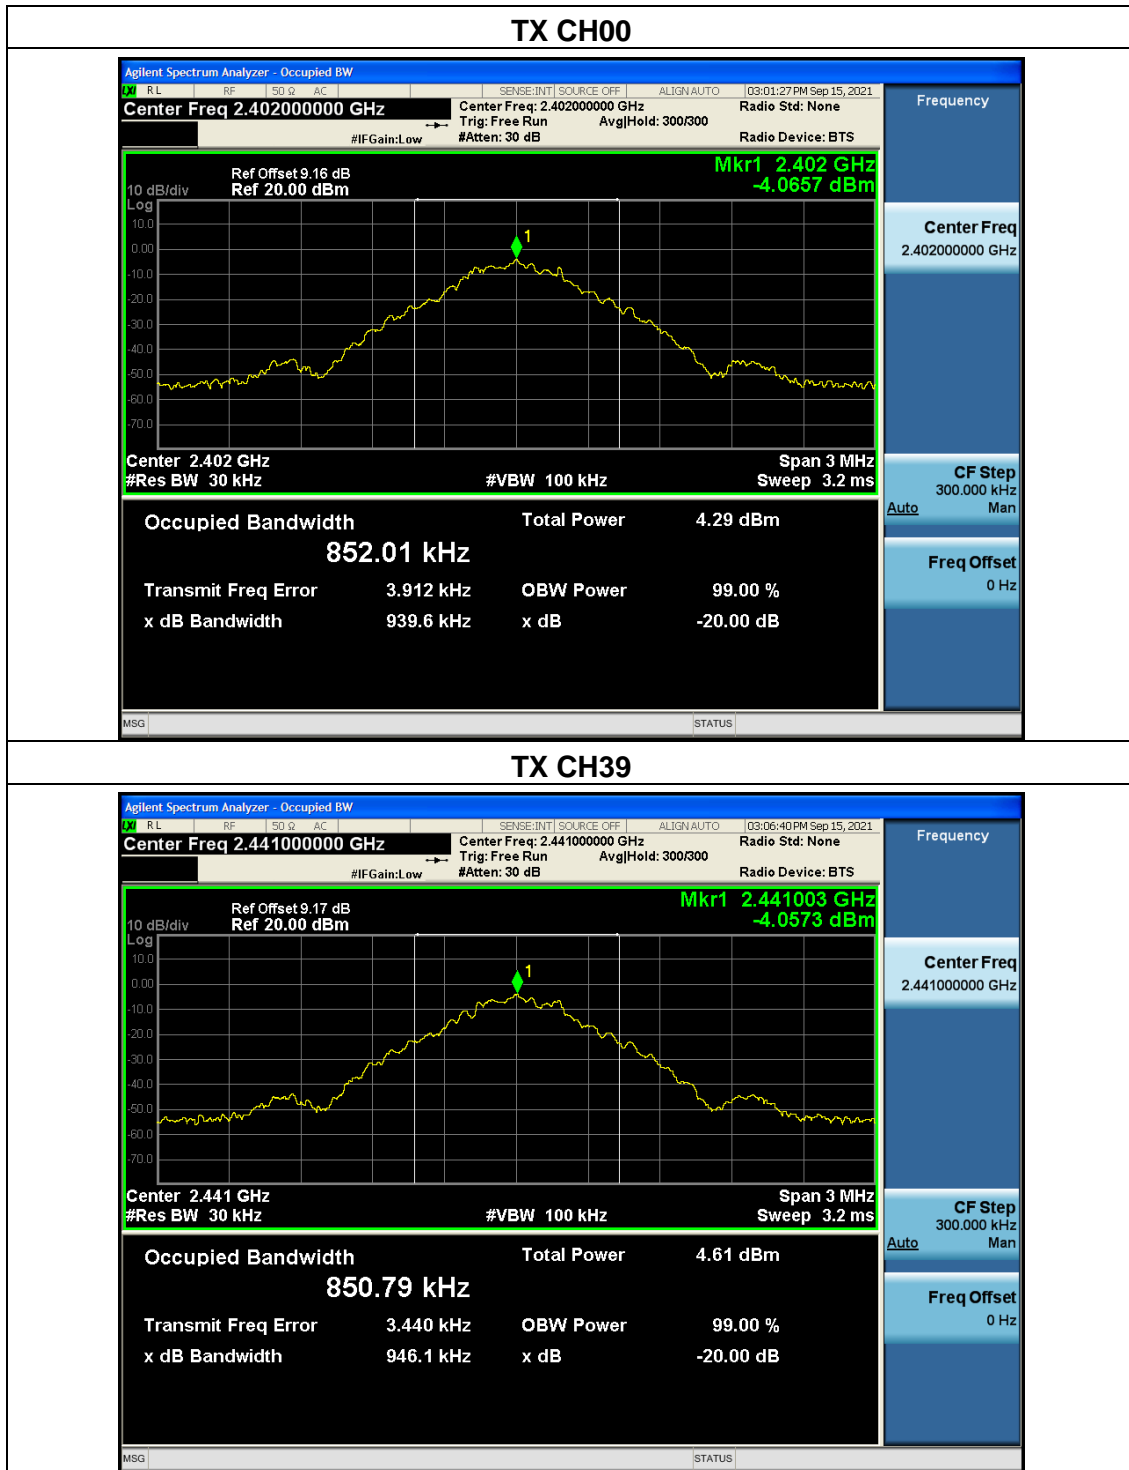 TX CH00
Agilent Spectrum Analyzer - Occupied BW
LXI RL RF 50 Ω AC SENSE:INT SOURCE OFF ALIGN AUTO 03:01:27 PM Sep 15, 2021
Center Freq 2.402000000 GHz
Center Freq: 2.402000000 GHz
Radio Std: None
Trig: Free Run Avg|Hold: 300/300
#IFGain:Low #Atten: 30 dB Radio Device: BTS
Frequency
Mkr1 2.402 GHz
-4.0657 dBm
Ref Offset 9.16 dB
10 dB/div Ref 20.00 dBm
Log
10.0
0.00
-10.0
-20.0
-30.0
-40.0
-50.0
-60.0
-70.0
1
Center Freq
2.402000000 GHz
Center 2.402 GHz Span 3 MHz
#Res BW 30 kHz #VBW 100 kHz Sweep 3.2 ms
CF Step
300.000 kHz
Auto Man
Occupied Bandwidth Total Power 4.29 dBm
852.01 kHz
Transmit Freq Error 3.912 kHz OBW Power 99.00 %
x dB Bandwidth 939.6 kHz x dB -20.00 dB
Freq Offset
0 Hz
MSG STATUS
TX CH39
Agilent Spectrum Analyzer - Occupied BW
LXI RL RF 50 Ω AC SENSE:INT SOURCE OFF ALIGN AUTO 03:06:40 PM Sep 15, 2021
Center Freq 2.441000000 GHz
Center Freq: 2.441000000 GHz
Radio Std: None
Trig: Free Run Avg|Hold: 300/300
#IFGain:Low #Atten: 30 dB Radio Device: BTS
Frequency
Mkr1 2.441003 GHz
-4.0573 dBm
Ref Offset 9.17 dB
10 dB/div Ref 20.00 dBm
Log
10.0
0.00
-10.0
-20.0
-30.0
-40.0
-50.0
-60.0
-70.0
1
Center Freq
2.441000000 GHz
Center 2.441 GHz Span 3 MHz
#Res BW 30 kHz #VBW 100 kHz Sweep 3.2 ms
CF Step
300.000 kHz
Auto Man
Occupied Bandwidth Total Power 4.61 dBm
850.79 kHz
Transmit Freq Error 3.440 kHz OBW Power 99.00 %
x dB Bandwidth 946.1 kHz x dB -20.00 dB
Freq Offset
0 Hz
MSG STATUS